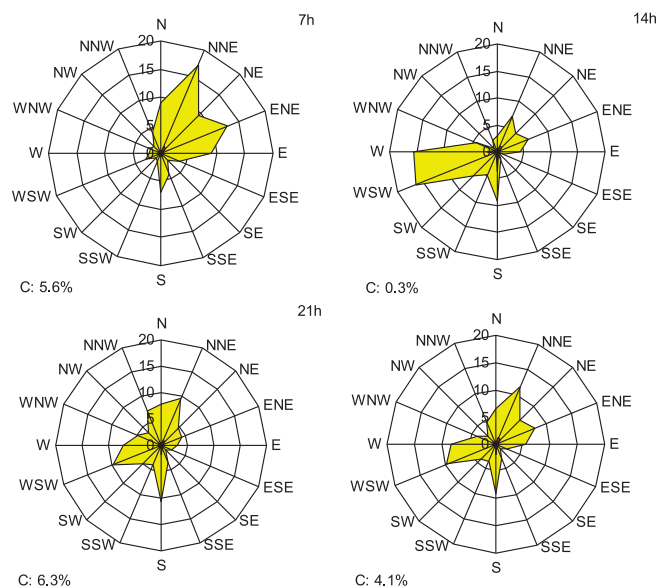 7h
N
NNW
NNE
NW
NE
WNW
ENE
W
E
WSW
ESE
SW
SE
SSW
SSE
S
20
15
10
5
0
C: 5.6%
14h
N
NNW
NNE
NW
NE
WNW
ENE
W
E
WSW
ESE
SW
SE
SSW
SSE
S
20
15
10
5
0
C: 0.3%
21h
N
NNW
NNE
NW
NE
WNW
ENE
W
E
WSW
ESE
SW
SE
SSW
SSE
S
20
15
10
5
0
C: 6.3%
N
NNW
NNE
NW
NE
WNW
ENE
W
E
WSW
ESE
SW
SE
SSW
SSE
S
20
15
10
5
0
C: 4.1%